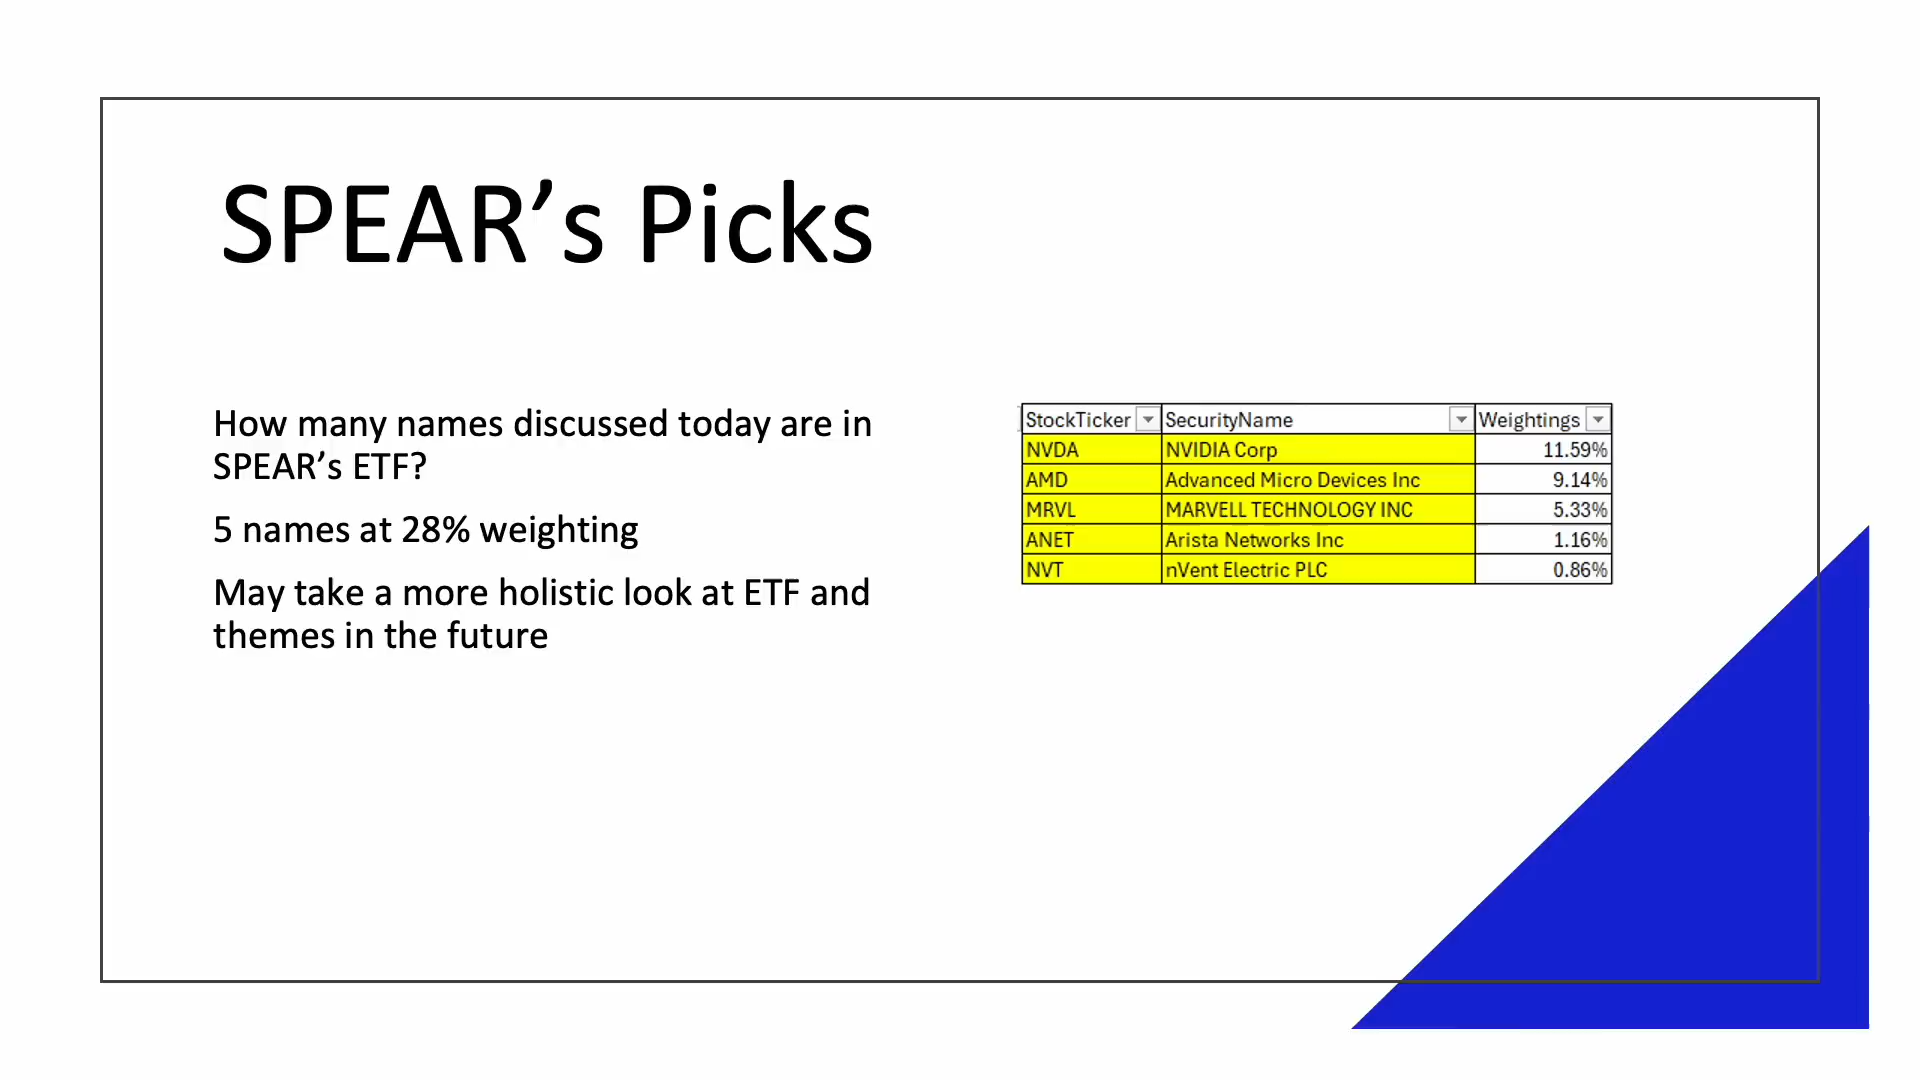 SPEAR’s Picks
How many names discussed today are in
SPEAR’s ETF?
5 names at 28% weighting
May take a more holistic look at ETF and
themes in the future
StockTicker SecurityName Weightings
NVDA NVIDIA Corp 11.59%
AMD Advanced Micro Devices Inc 9.14%
MRVL MARVELL TECHNOLOGY INC 5.33%
ANET Arista Networks Inc 1.16%
NVT nVent Electric PLC 0.86%